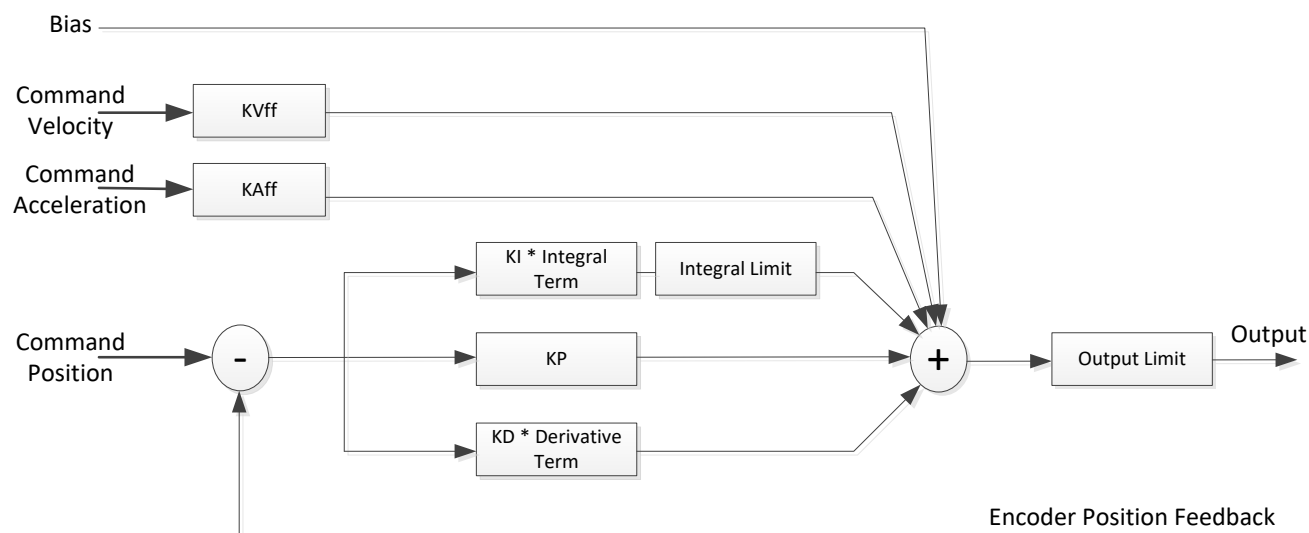 Bias
Command
Velocity
KVff
Command
Acceleration
KAff
KI * Integral
Term
Integral Limit
Command
Position
-
KP
+
Output Limit
Output
KD * Derivative
Term
Encoder Position Feedback